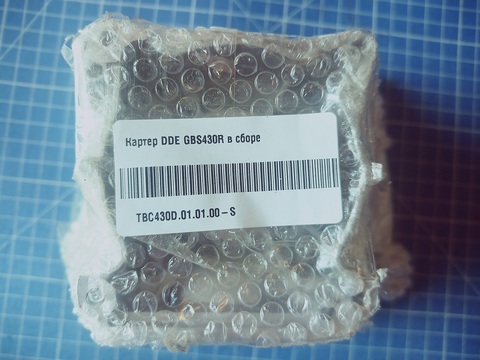 Картер DDE GBS430R в сборе
TBC430D.01.01.00 – S